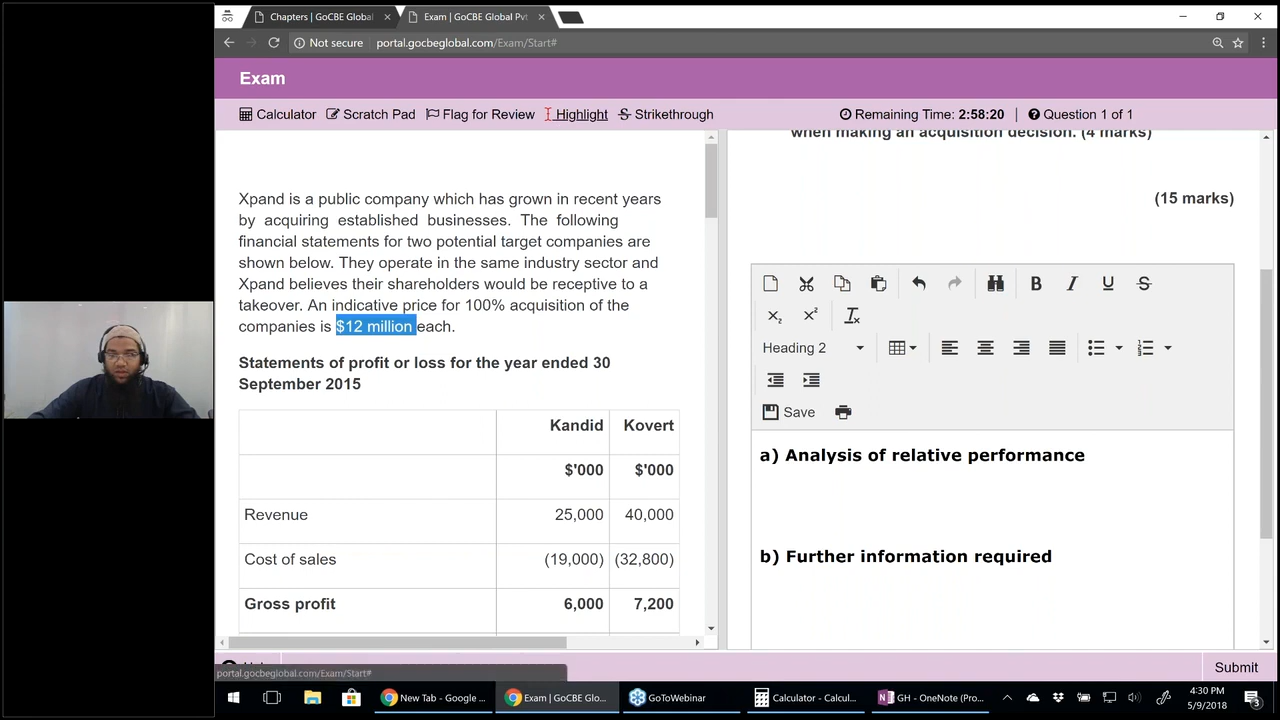 Chapters | GoCBE Global
Exam | GoCBE Global Pvt
Not secure
portal.gocbeglobal.com/Exam/Start#
Exam
Calculator
Scratch Pad
Flag for Review
Highlight
Strikethrough
Remaining Time: 2:58:20
Question 1 of 1
Xpand is a public company which has grown in recent years
by acquiring established businesses. The following
financial statements for two potential target companies are
shown below. They operate in the same industry sector and
Xpand believes their shareholders would be receptive to a
takeover. An indicative price for 100% acquisition of the
companies is $12 million each.
Statements of profit or loss for the year ended 30
September 2015
Kandid Kovert
$'000 $'000
Revenue 25,000 40,000
Cost of sales (19,000) (32,800)
Gross profit 6,000 7,200
when making an acquisition decision. (4 marks)
(15 marks)
B I U S
x₂ x² Tx
Heading 2
Save
a) Analysis of relative performance
b) Further information required
portal.gocbeglobal.com/Exam/Start#
Submit
New Tab - Google ...
Exam | GoCBE Glo...
GoToWebinar
Calculator - Calcul...
GH - OneNote (Pro...
4:30 PM
5/9/2018
3